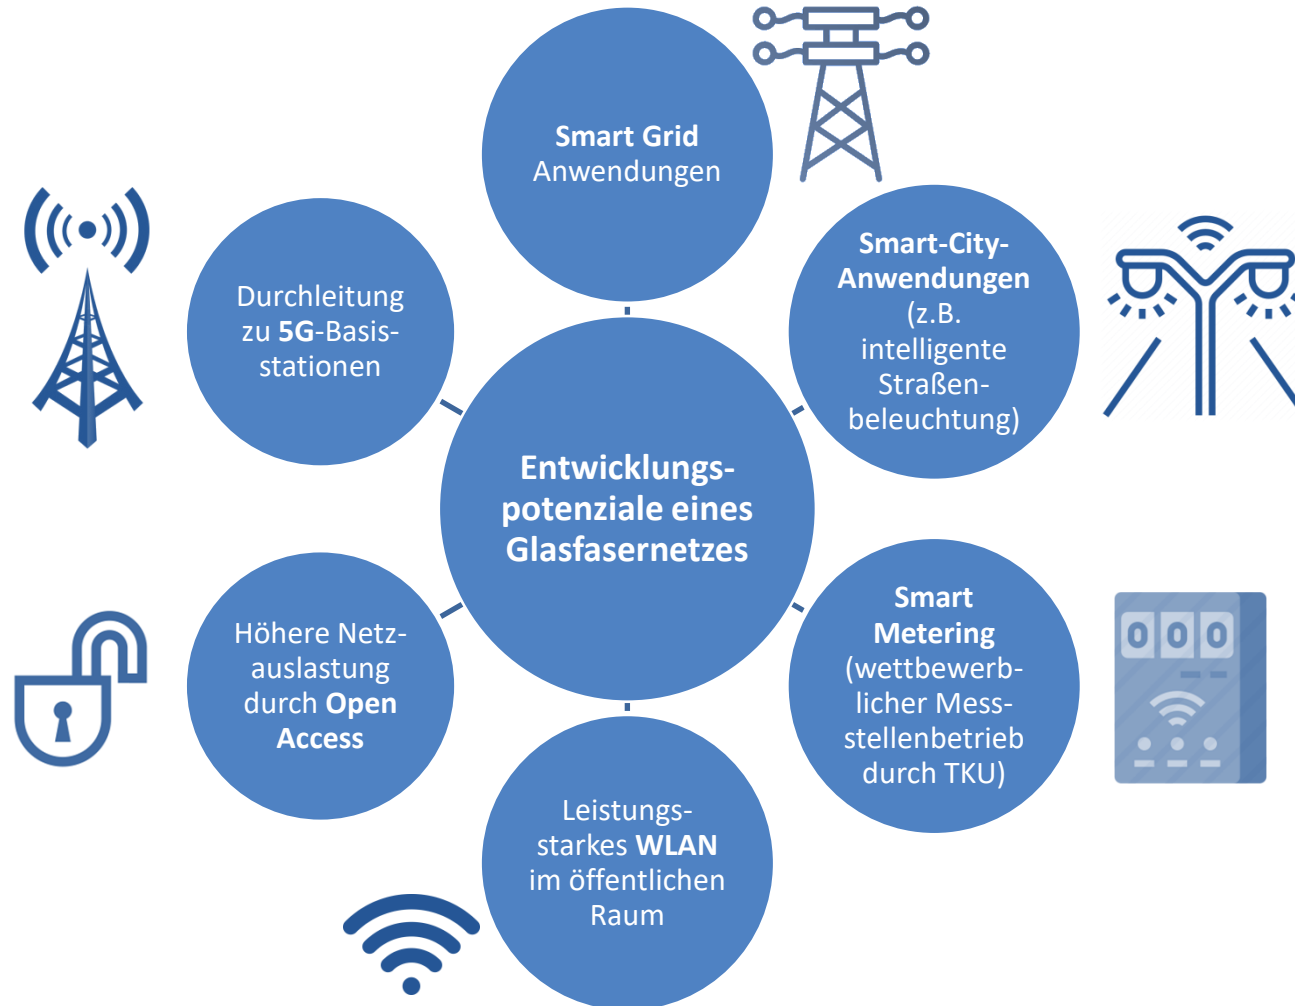 Smart Grid
Anwendungen
Smart-City-
Anwendungen
(z.B.
intelligente
Straßen-
beleuchtung)
Durchleitung
zu 5G-Basis-
stationen
Entwicklungs-
potenziale eines
Glasfasernetzes
Smart
Metering
(wettbewerb-
licher Mess-
stellenbetrieb
durch TKU)
000
Höhere Netz-
auslastung
durch Open
Access
Leistungs-
starkes WLAN
im öffentlichen
Raum